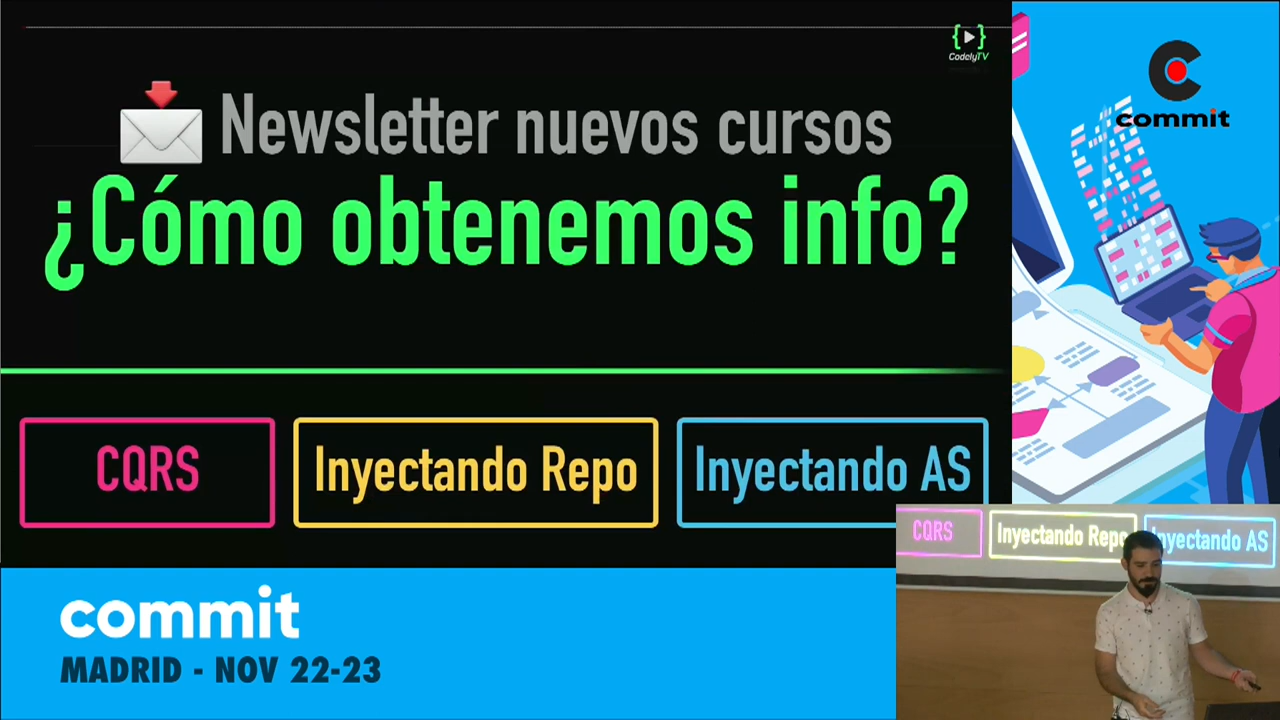 CodelyTV
Newsletter nuevos cursos
¿Cómo obtenemos info?
CQRS
Inyectando Repo
Inyectando AS
commit
commit
MADRID - NOV 22-23
CQRS
Inyectando Repo
Inyectando AS